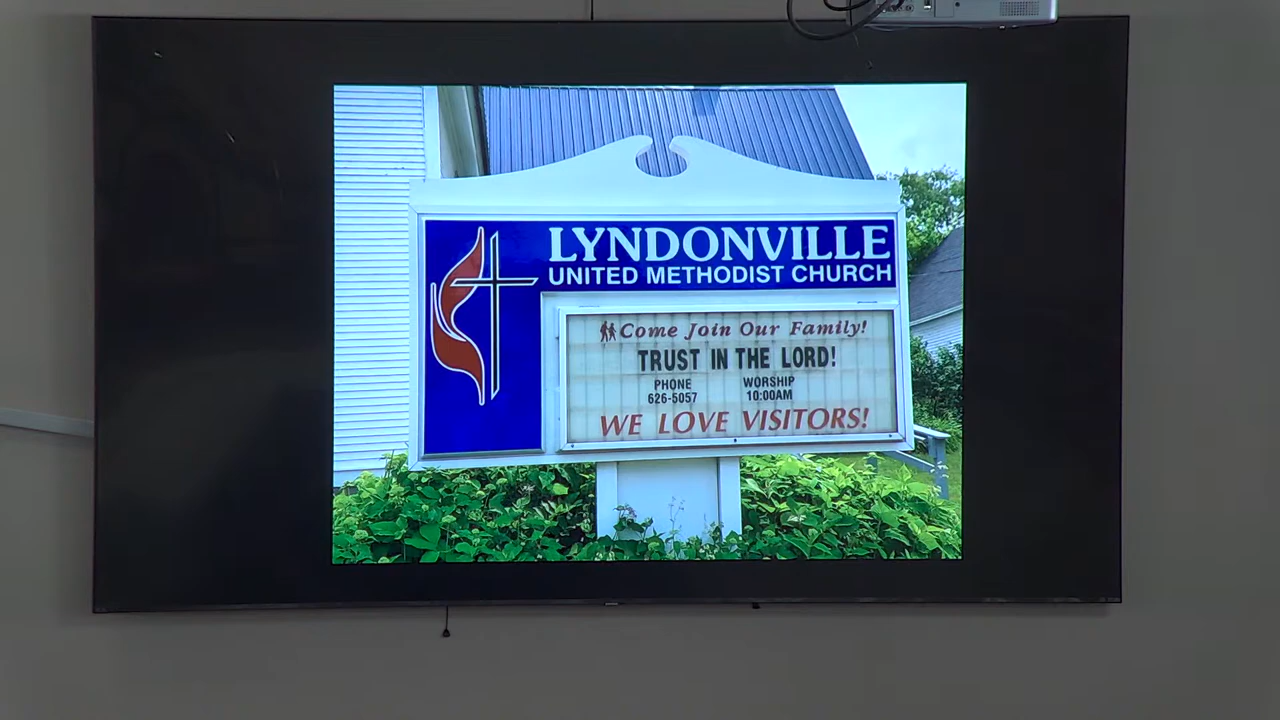 LYNDONVILLE
UNITED METHODIST CHURCH
Come Join Our Family!
TRUST IN THE LORD!
PHONE WORSHIP
626-5057 10:00AM
WE LOVE VISITORS!